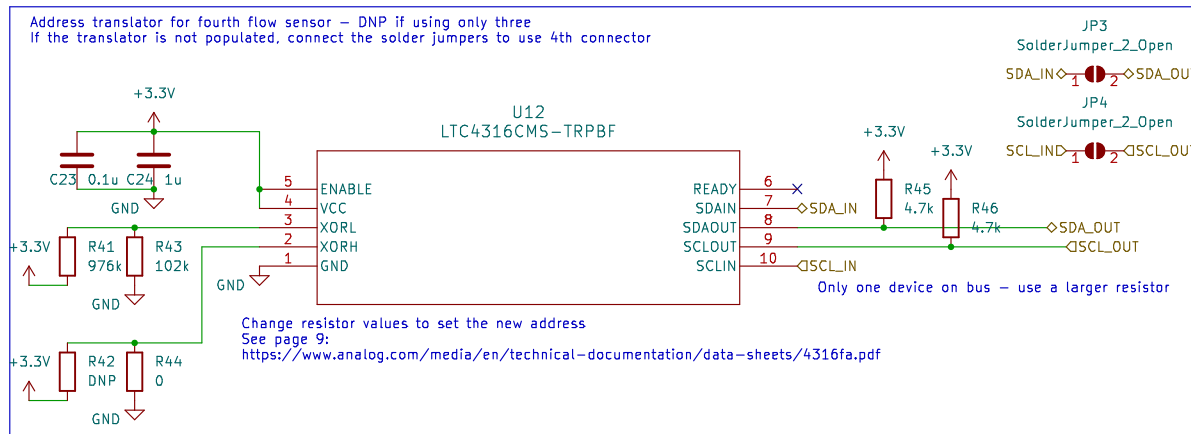 Address translator for fourth flow sensor – DNP if using only three
If the translator is not populated, connect the solder jumpers to use 4th connector
JP3
SolderJumper_2_Open
SDA_IN 1 2 SDA_OU
JP4
SolderJumper_2_Open
SCL_IN 1 2 SCL_OU
+3.3V
C23 0.1u C24 1u
GND
U12
LTC4316CMS-TRPBF
5 ENABLE
4 VCC
3 XORL
2 XORH
1 GND
READY 6
SDAIN 7 SDA_IN
SDAOUT 8
SCLOUT 9
SCLIN 10 SCL_IN
+3.3V
R45
4.7k
+3.3V
R46
4.7k
SDA_OUT
SCL_OUT
+3.3V
R41
976k
R43
102k
GND
GND
Only one device on bus – use a larger resistor
+3.3V
R42
DNP
R44
0
GND
Change resistor values to set the new address
See page 9:
https://www.analog.com/media/en/technical-documentation/data-sheets/4316fa.pdf